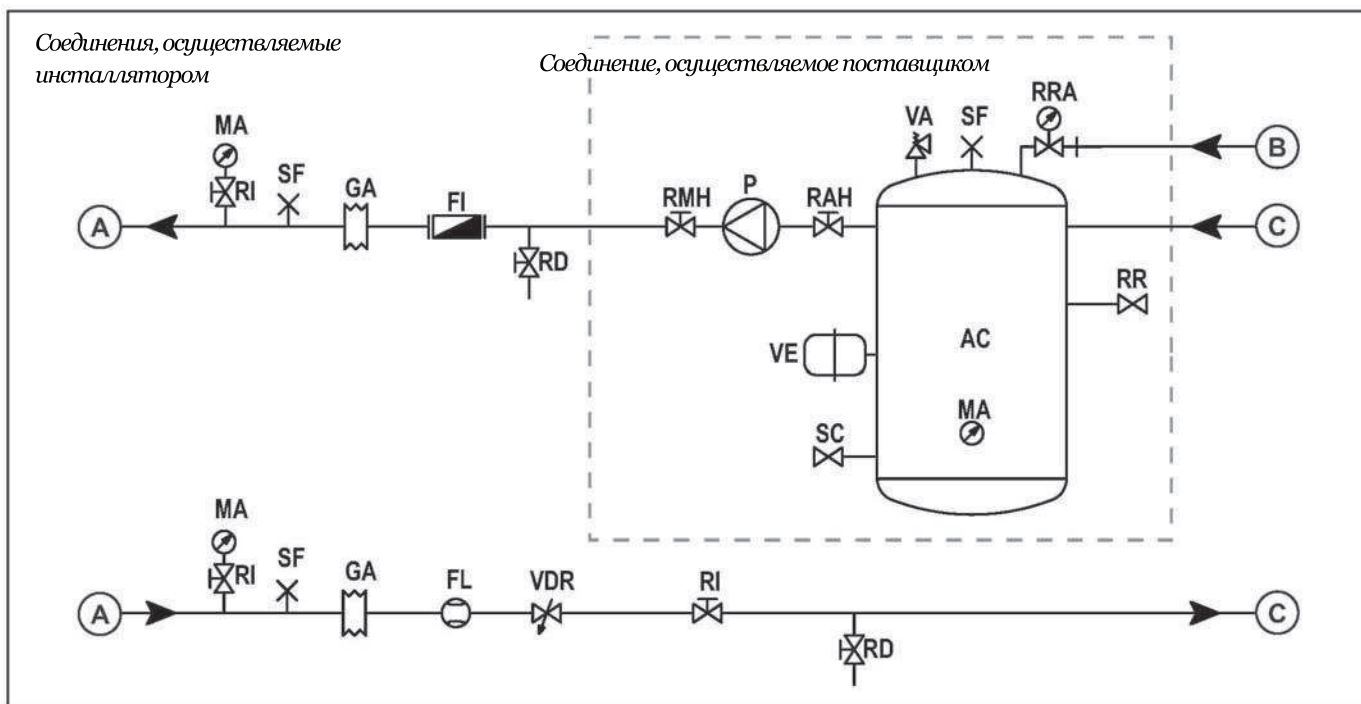 Соединения, осуществляемые
инсталлятором
Соединение, осуществляемое поставщиком
RRA
VA
SF
MA
B
SF
GA
FI
RMH
P
RAH
RI
A
C
RD
RR
VE
AC
MA
SC
MA
SF
GA
FL
VDR
RI
RI
A
C
RD